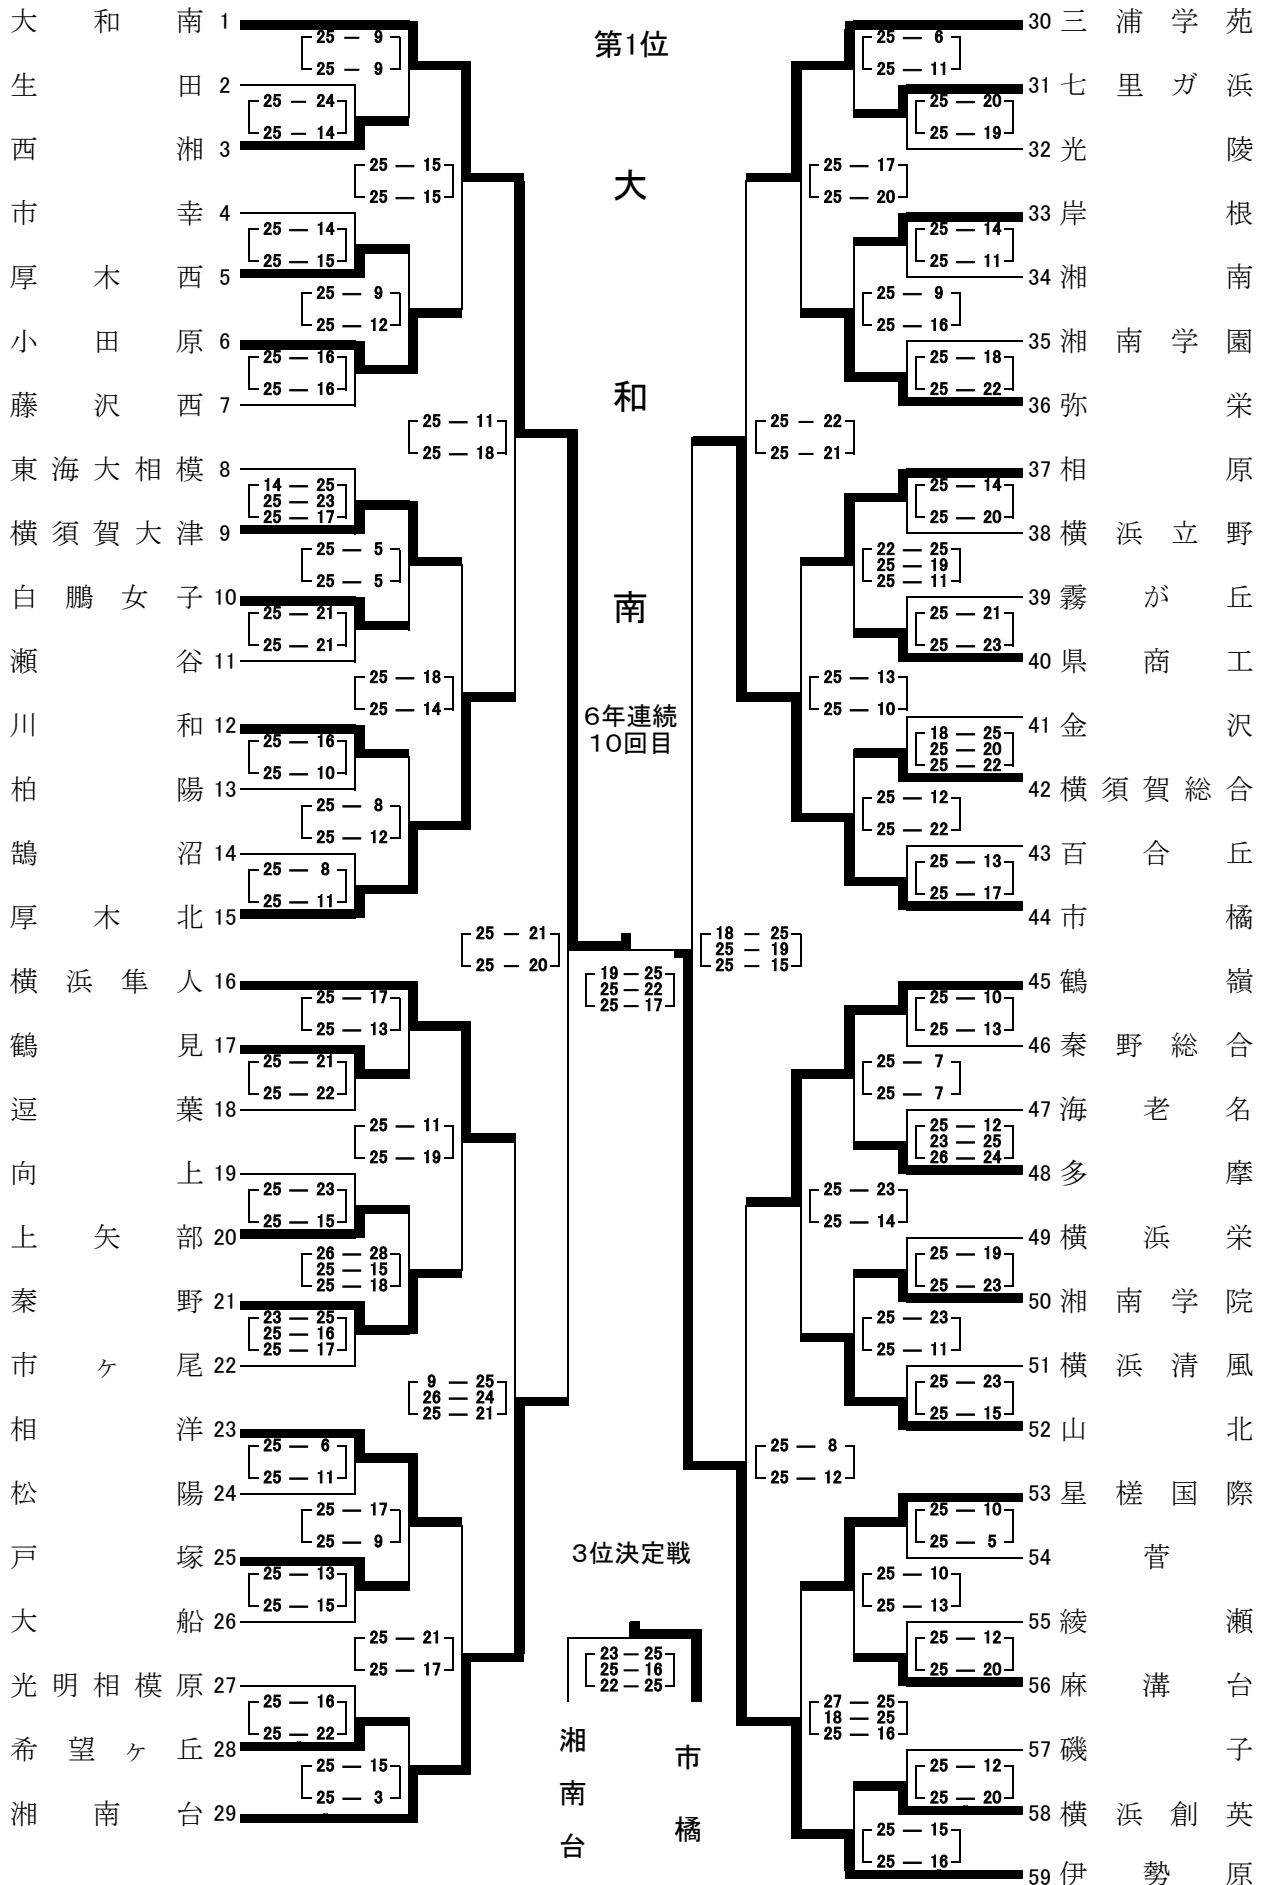 大和南 1
25 — 9
25 — 9
生田 2
25 — 24
25 — 14
西湘 3
25 — 15
25 — 15
市幸 4
25 — 14
25 — 15
厚木西 5
25 — 9
25 — 12
小田原 6
25 — 16
25 — 16
藤沢西 7
25 — 11
25 — 18
東海大相模 8
14 — 25
25 — 23
25 — 17
横須賀大津 9
25 — 5
25 — 5
白鵬女子 10
25 — 21
25 — 21
瀬谷 11
25 — 18
25 — 14
川和 12
25 — 16
25 — 10
柏陽 13
25 — 8
25 — 12
鵠沼 14
25 — 8
25 — 11
厚木北 15
25 — 21
25 — 20
横浜隼人 16
25 — 17
25 — 13
鶴見 17
25 — 21
25 — 22
逗葉 18
25 — 11
25 — 19
向上 19
25 — 23
25 — 15
上矢部 20
26 — 28
25 — 15
25 — 18
秦野 21
23 — 25
25 — 16
25 — 17
市ヶ尾 22
9 — 25
26 — 24
25 — 21
相洋 23
25 — 6
25 — 11
松陽 24
25 — 17
25 — 9
戸塚 25
25 — 13
25 — 15
大船 26
25 — 21
25 — 17
光明相模原 27
25 — 16
25 — 22
希望ヶ丘 28
25 — 15
25 — 3
湘南台 29
第1位
大和南
6年連続
10回目
19 — 25
25 — 22
25 — 17
3位決定戦
23 — 25
25 — 16
22 — 25
湘南台
市橘
30 三浦学苑
25 — 6
25 — 11
31 七里ガ浜
25 — 20
25 — 19
32 光陵
25 — 17
25 — 20
33 岸根
25 — 14
25 — 11
34 湘南
25 — 9
25 — 16
35 湘南学園
25 — 18
25 — 22
36 弥栄
25 — 22
25 — 21
37 相原
25 — 14
25 — 20
38 横浜立野
22 — 25
25 — 19
25 — 11
39 霧が丘
25 — 21
25 — 23
40 県商工
25 — 13
25 — 10
41 金沢
18 — 25
25 — 20
25 — 22
42 横須賀総合
25 — 12
25 — 22
43 百合丘
25 — 13
25 — 17
44 市橘
18 — 25
25 — 19
25 — 15
45 鶴嶺
25 — 10
25 — 13
46 秦野総合
25 — 7
25 — 7
47 海老名
25 — 12
23 — 25
26 — 24
48 多摩
25 — 23
25 — 14
49 横浜栄
25 — 19
25 — 23
50 湘南学院
25 — 23
25 — 11
51 横浜清風
25 — 23
25 — 15
52 山北
25 — 8
25 — 12
53 星槎国際
25 — 10
25 — 5
54 菅
25 — 10
25 — 13
55 綾瀬
25 — 12
25 — 20
56 麻溝台
27 — 25
18 — 25
25 — 16
57 磯子
25 — 12
25 — 20
58 横浜創英
25 — 15
25 — 16
59 伊勢原